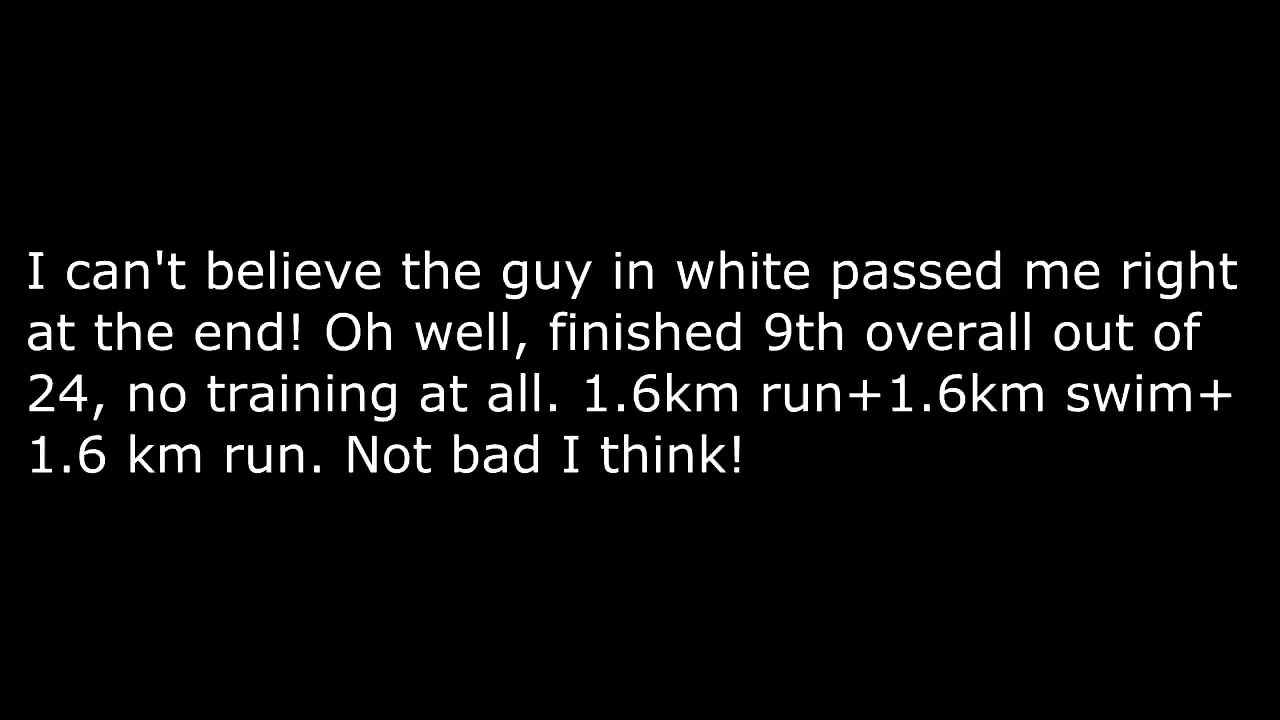 I can't believe the guy in white passed me right
at the end! Oh well, finished 9th overall out of
24, no training at all. 1.6km run+1.6km swim+
1.6 km run. Not bad I think!